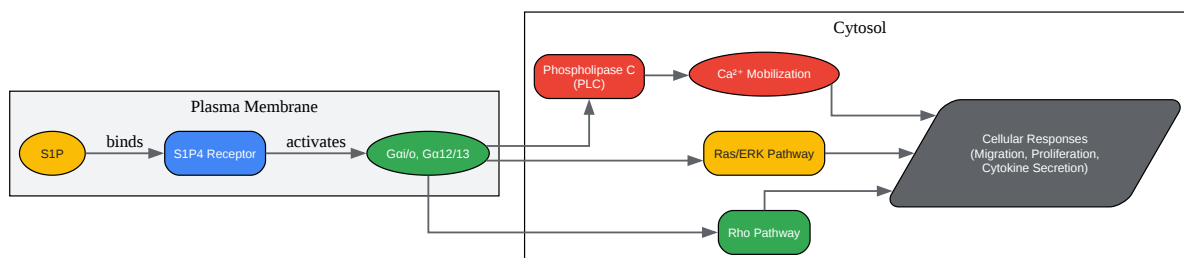 Cytosol
Phospholipase C
(PLC)
Ca²⁺ Mobilization
Plasma Membrane
S1P
binds
S1P4 Receptor
activates
Gαi/o, Gα12/13
Ras/ERK Pathway
Cellular Responses
(Migration, Proliferation,
Cytokine Secretion)
Rho Pathway